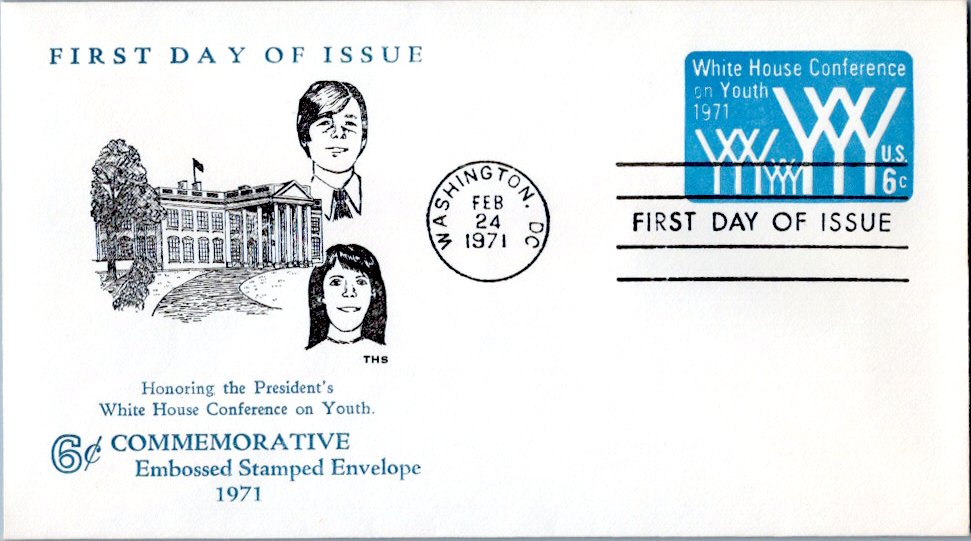 FIRST DAY OF ISSUE
White House Conference
on Youth
1971
U.S.
6c
WASHINGTON, DC
FEB
24
1971
FIRST DAY OF ISSUE
THS
Honoring the President's
White House Conference on Youth.
6¢ COMMEMORATIVE
Embossed Stamped Envelope
1971